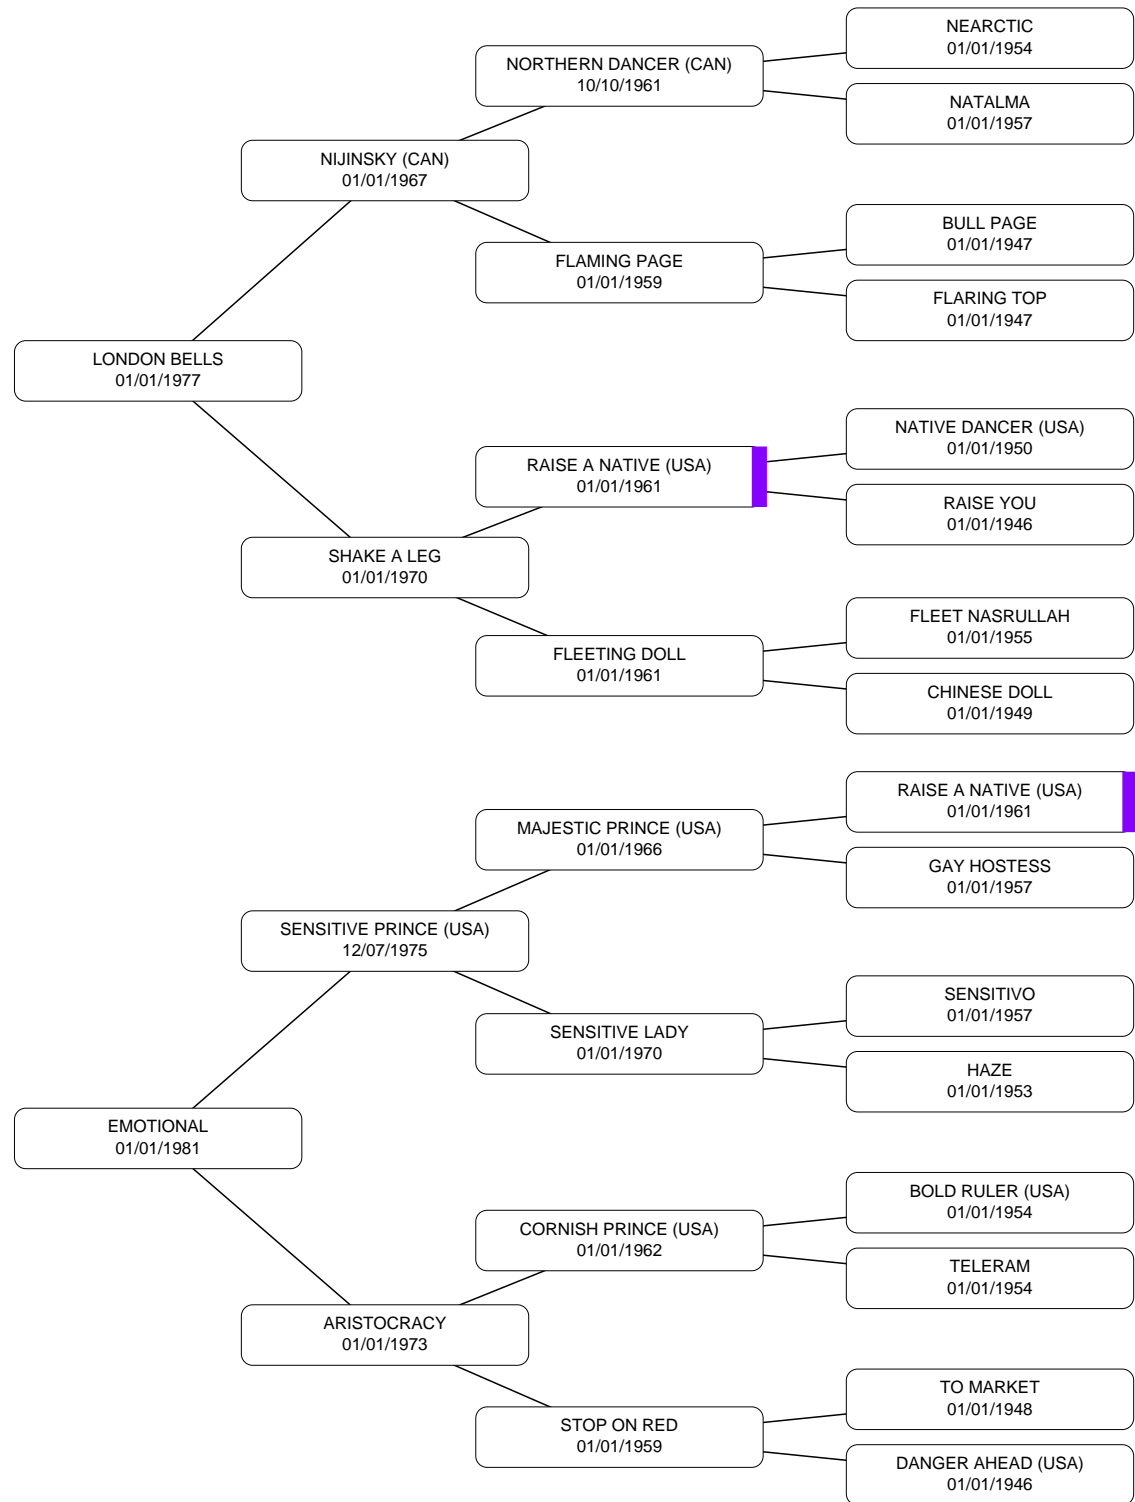 NEARCTIC
01/01/1954
NORTHERN DANCER (CAN)
10/10/1961
NATALMA
01/01/1957
NIJINSKY (CAN)
01/01/1967
BULL PAGE
01/01/1947
FLAMING PAGE
01/01/1959
FLARING TOP
01/01/1947
LONDON BELLS
01/01/1977
NATIVE DANCER (USA)
01/01/1950
RAISE A NATIVE (USA)
01/01/1961
RAISE YOU
01/01/1946
SHAKE A LEG
01/01/1970
FLEET NASRULLAH
01/01/1955
FLEETING DOLL
01/01/1961
CHINESE DOLL
01/01/1949
RAISE A NATIVE (USA)
01/01/1961
MAJESTIC PRINCE (USA)
01/01/1966
GAY HOSTESS
01/01/1957
SENSITIVE PRINCE (USA)
12/07/1975
SENSITIVO
01/01/1957
SENSITIVE LADY
01/01/1970
HAZE
01/01/1953
EMOTIONAL
01/01/1981
BOLD RULER (USA)
01/01/1954
CORNISH PRINCE (USA)
01/01/1962
TELERAM
01/01/1954
ARISTOCRACY
01/01/1973
TO MARKET
01/01/1948
STOP ON RED
01/01/1959
DANGER AHEAD (USA)
01/01/1946